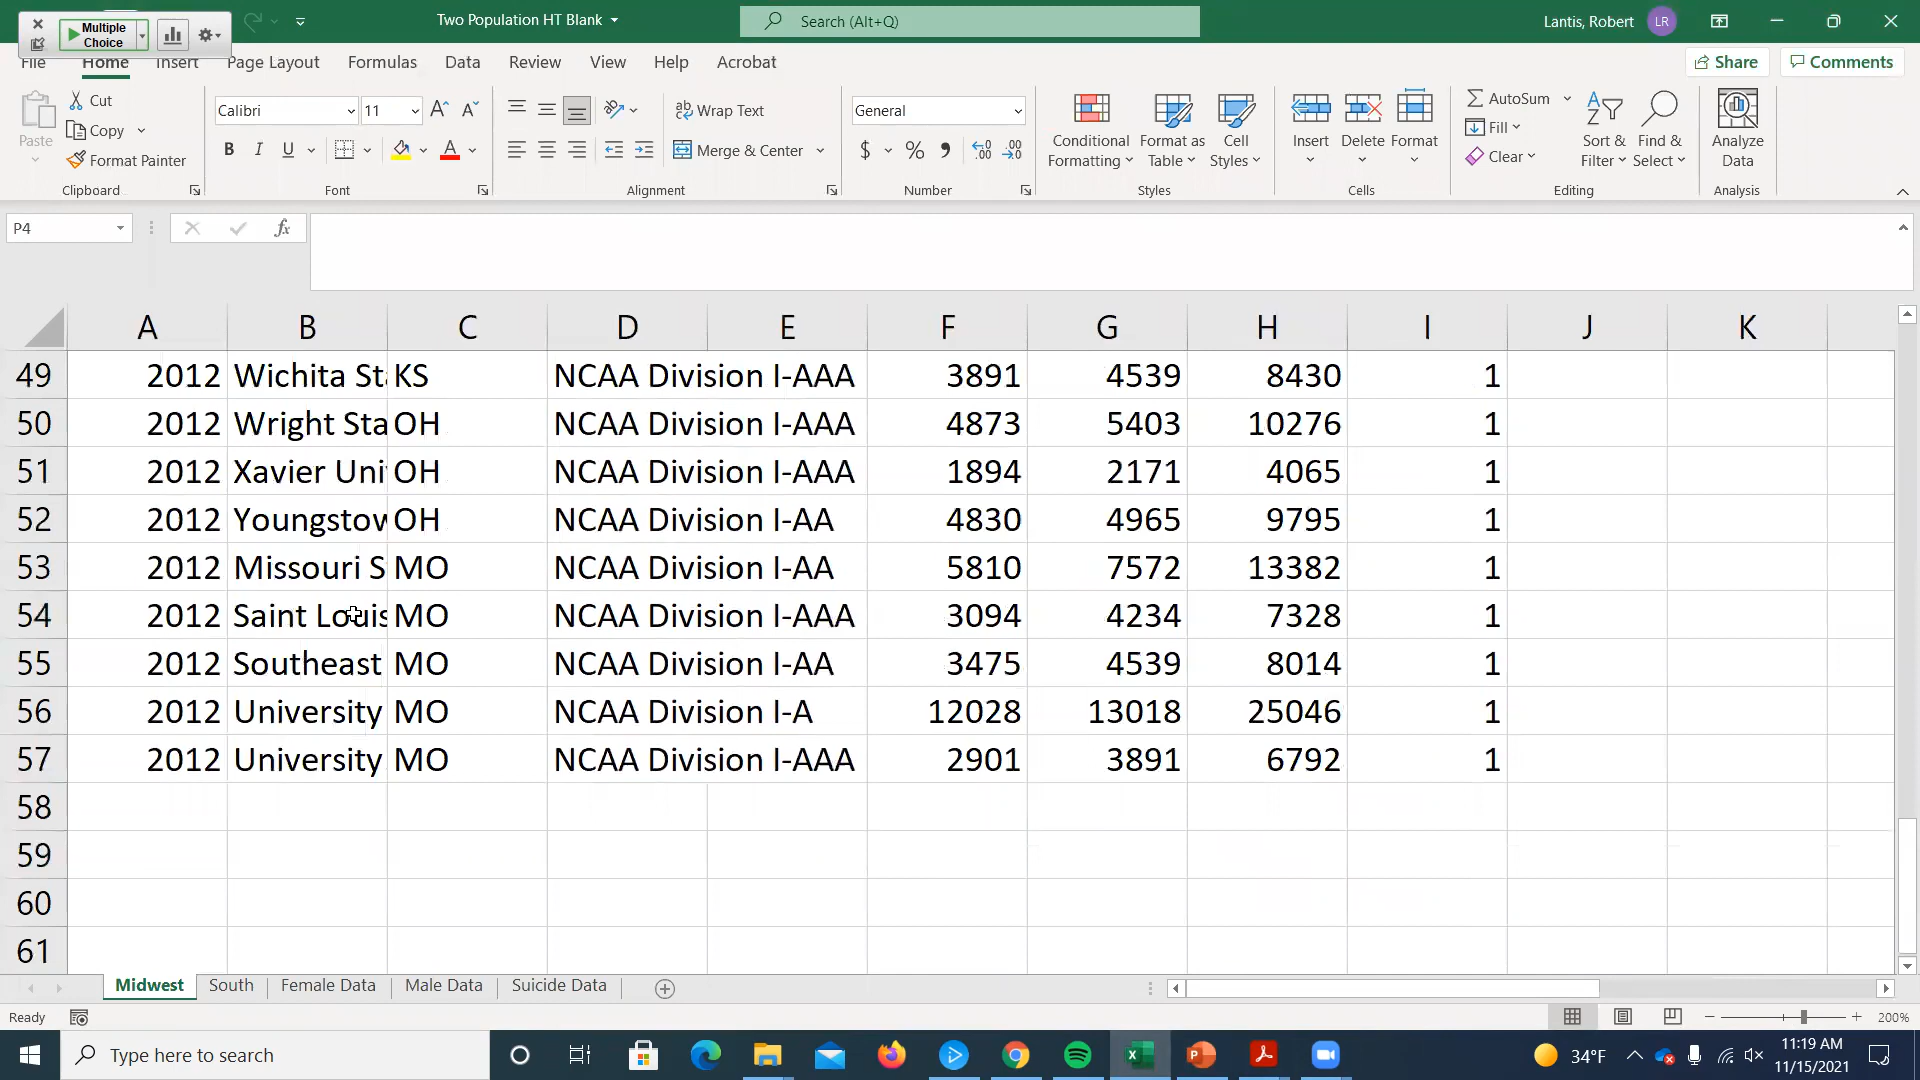 Multiple Choice
Two Population HT Blank
Search (Alt+Q)
Lantis, Robert
LR
File Home Insert Page Layout Formulas Data Review View Help Acrobat
Share
Comments
Paste
Cut
Copy
Format Painter
Clipboard
Calibri
11
B I U
Font
Wrap Text
Merge & Center
Alignment
General
$ % ,
Number
Conditional Formatting
Format as Table
Cell Styles
Styles
Insert
Delete
Format
Cells
AutoSum
Fill
Clear
Sort & Filter
Find & Select
Editing
Analyze Data
Analysis
P4
fx
A B C D E F G H I J K
49 2012 Wichita Sta KS NCAA Division I-AAA 3891 4539 8430 1
50 2012 Wright Sta OH NCAA Division I-AAA 4873 5403 10276 1
51 2012 Xavier Uni OH NCAA Division I-AAA 1894 2171 4065 1
52 2012 Youngstow OH NCAA Division I-AA 4830 4965 9795 1
53 2012 Missouri S MO NCAA Division I-AA 5810 7572 13382 1
54 2012 Saint Louis MO NCAA Division I-AAA 3094 4234 7328 1
55 2012 Southeast MO NCAA Division I-AA 3475 4539 8014 1
56 2012 University MO NCAA Division I-A 12028 13018 25046 1
57 2012 University MO NCAA Division I-AAA 2901 3891 6792 1
58
59
60
61
Midwest South Female Data Male Data Suicide Data
Ready
200%
Type here to search
34°F
11:19 AM
11/15/2021